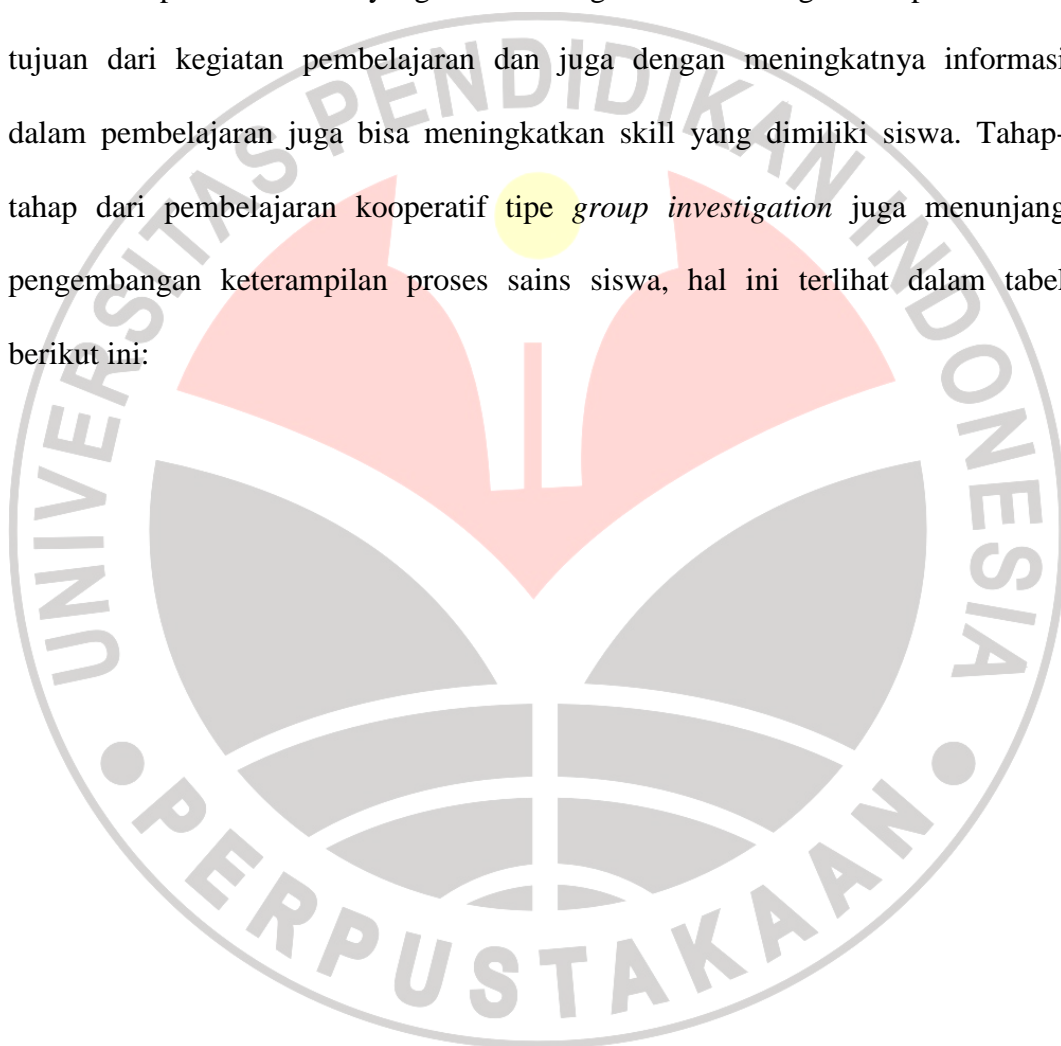 tujuan dari kegiatan pembelajaran dan juga dengan meningkatnya informasi
dalam pembelajaran juga bisa meningkatkan skill yang dimiliki siswa. Tahap-
tahap dari pembelajaran kooperatif tipe group investigation juga menunjang
pengembangan keterampilan proses sains siswa, hal ini terlihat dalam tabel
berikut ini:
UNIVERSITAS PENDIDIKAN INDONESIA
PERPUSTAKAAN